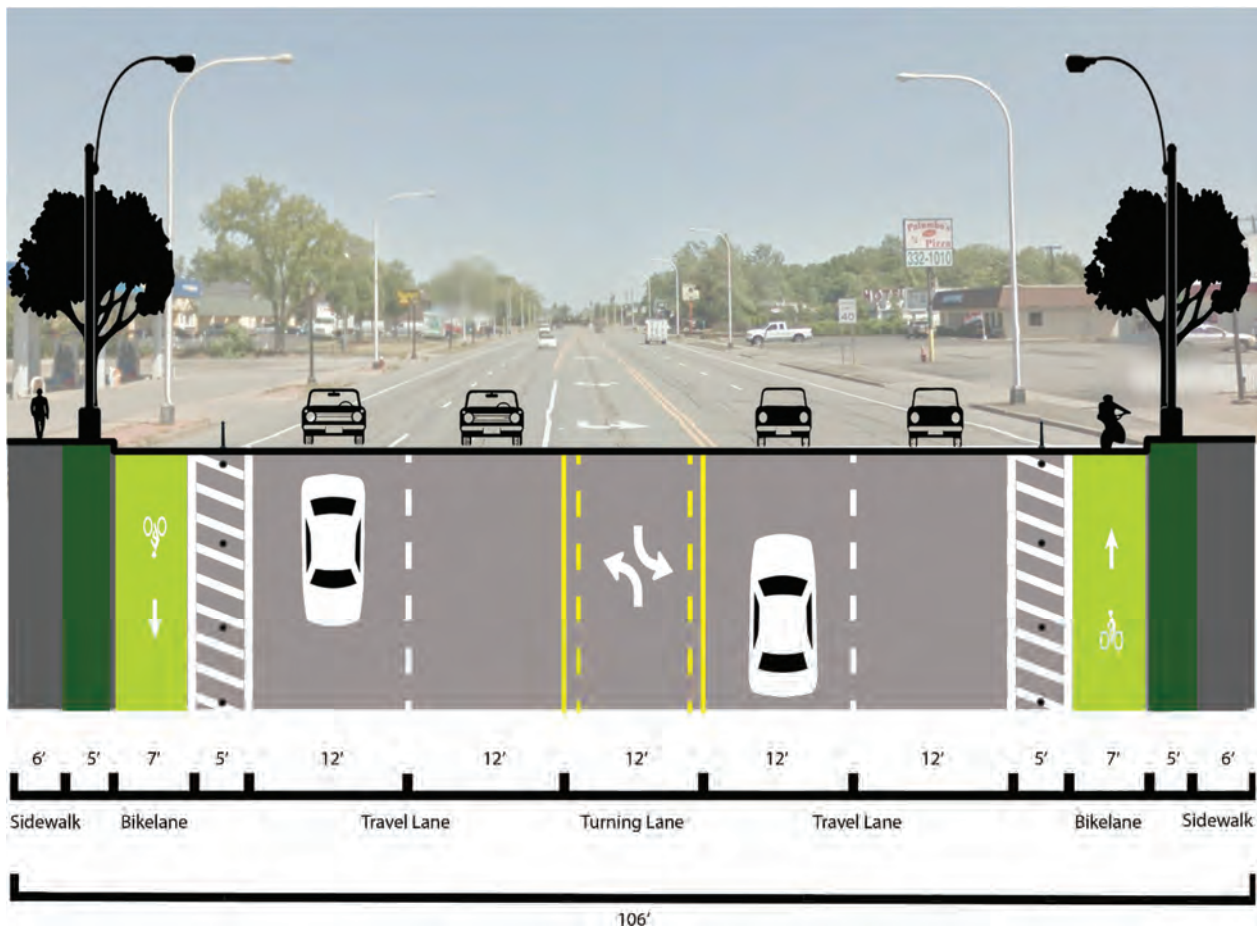 Palombo's
Pizza
332-1010
40
6' 5' 7' 5' 12' 12' 12' 12' 12' 5' 7' 5' 6'
Sidewalk Bikelane Travel Lane Turning Lane Travel Lane Bikelane Sidewalk
106'